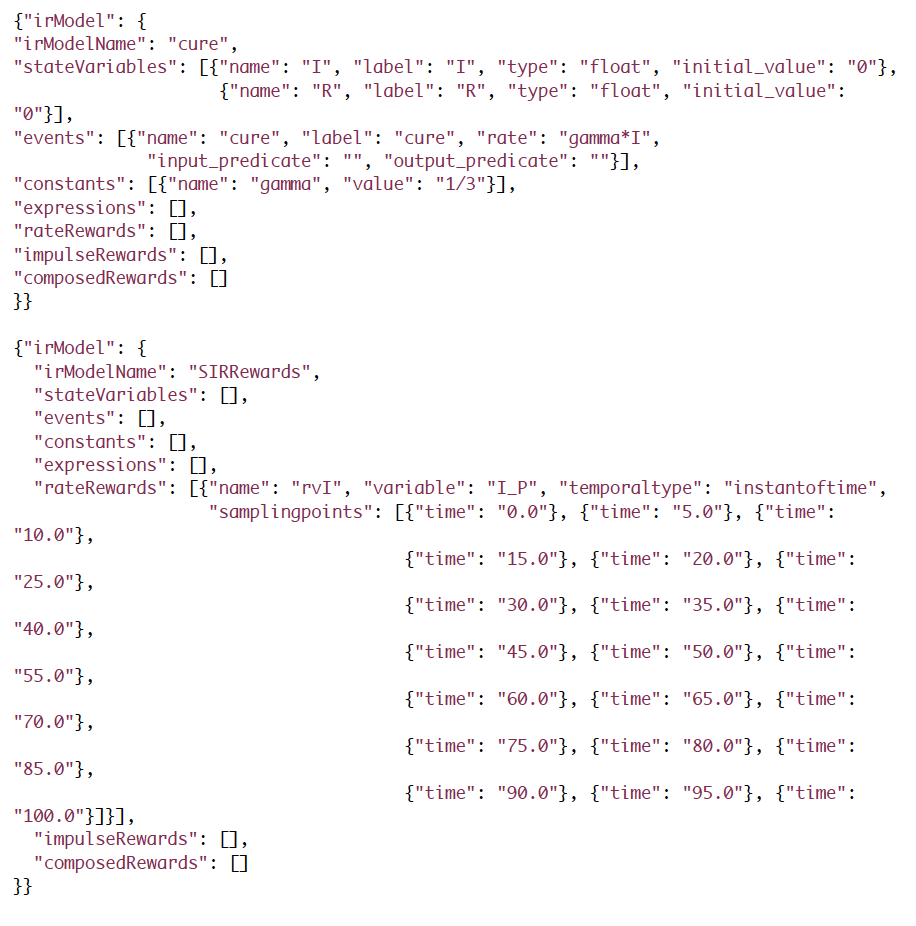 {"irModel": {
"irModelName": "cure",
"stateVariables": [{"name": "I", "label": "I", "type": "float", "initial_value": "0"},
                    {"name": "R", "label": "R", "type": "float", "initial_value":
"0"}],
"events": [{"name": "cure", "label": "cure", "rate": "gamma*I",
             "input_predicate": "", "output_predicate": ""}],
"constants": [{"name": "gamma", "value": "1/3"}],
"expressions": [],
"rateRewards": [],
"impulseRewards": [],
"composedRewards": []
}}

{"irModel": {
  "irModelName": "SIRRewards",
  "stateVariables": [],
  "events": [],
  "constants": [],
  "expressions": [],
  "rateRewards": [{"name": "rvI", "variable": "I_P", "temporaltype": "instantoftime",
                   "samplingpoints": [{"time": "0.0"}, {"time": "5.0"}, {"time":
"10.0"},
                                      {"time": "15.0"}, {"time": "20.0"}, {"time":
"25.0"},
                                      {"time": "30.0"}, {"time": "35.0"}, {"time":
"40.0"},
                                      {"time": "45.0"}, {"time": "50.0"}, {"time":
"55.0"},
                                      {"time": "60.0"}, {"time": "65.0"}, {"time":
"70.0"},
                                      {"time": "75.0"}, {"time": "80.0"}, {"time":
"85.0"},
                                      {"time": "90.0"}, {"time": "95.0"}, {"time":
"100.0"}]}],
  "impulseRewards": [],
  "composedRewards": []
}}